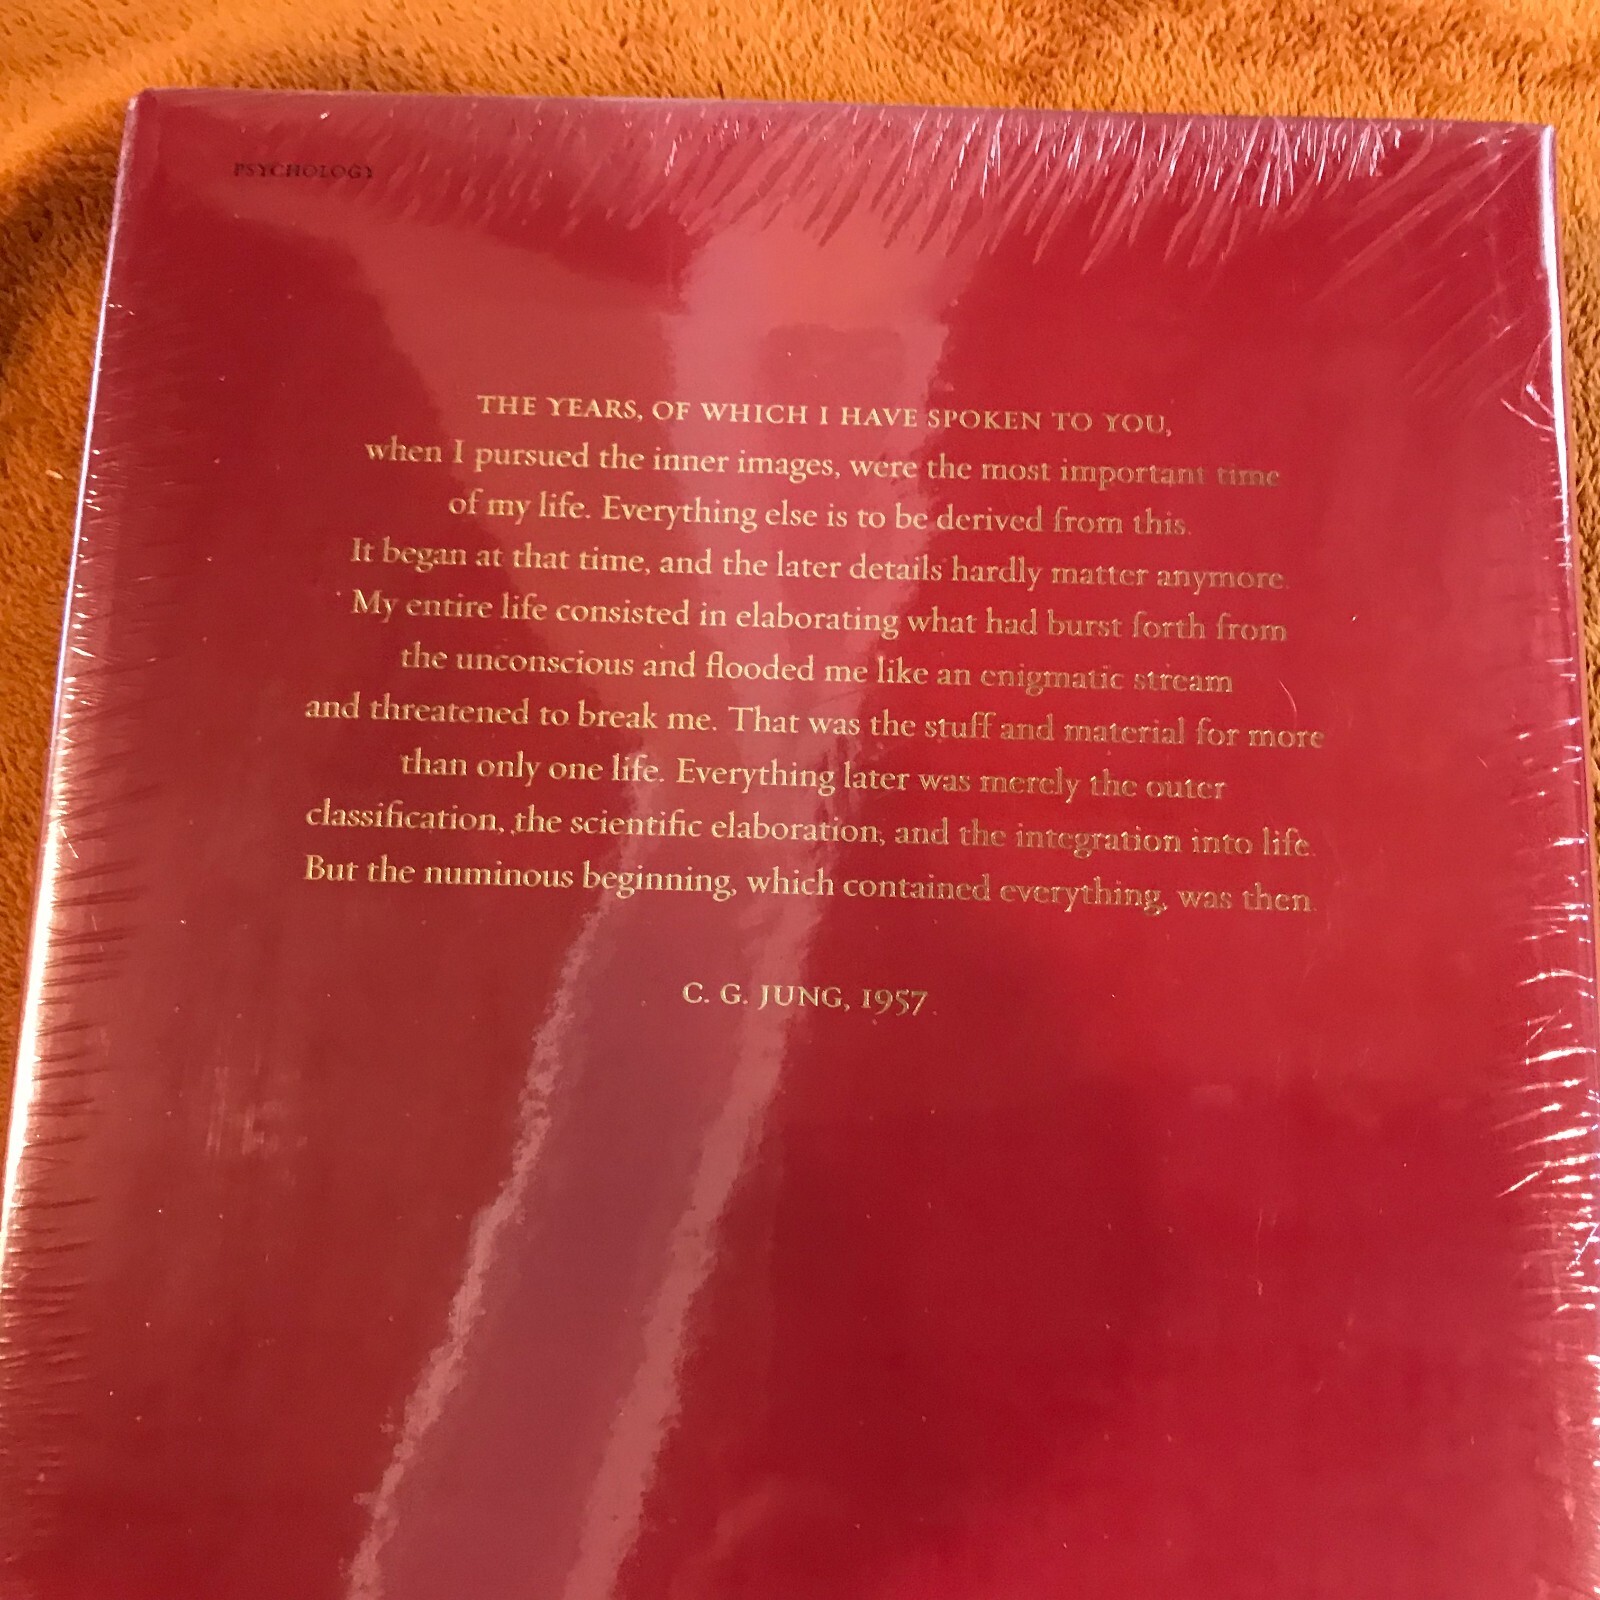 PSYCHOLOGY
THE YEARS, OF WHICH I HAVE SPOKEN TO YOU,
when I pursued the inner images, were the most important time
of my life. Everything else is to be derived from this.
It began at that time, and the later details hardly matter anymore.
My entire life consisted in elaborating what had burst forth from
the unconscious and flooded me like an enigmatic stream
and threatened to break me. That was the stuff and material for more
than only one life. Everything later was merely the outer
classification, the scientific elaboration, and the integration into life.
But the numinous beginning, which contained everything, was then.
C. G. JUNG, 1957